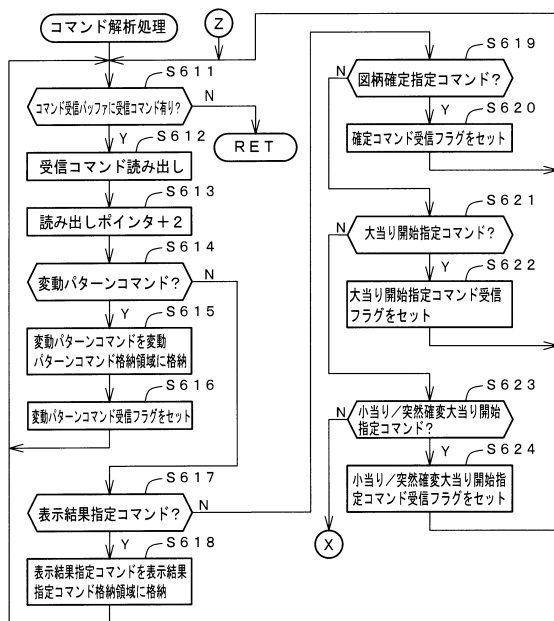 コマンド解析処理
Z
S611
コマンド受信バッファに受信コマンド有り?
N
Y
RET
S612
受信コマンド読み出し
S613
読み出しポインタ+2
S614
変動パターンコマンド?
N
Y
S615
変動パターンコマンドを変動
パターンコマンド格納領域に格納
S616
変動パターンコマンド受信フラグをセット
S617
表示結果指定コマンド?
N
Y
S618
表示結果指定コマンドを表示結果
指定コマンド格納領域に格納
S619
N
図柄確定指定コマンド?
Y
S620
確定コマンド受信フラグをセット
S621
N
大当り開始指定コマンド?
Y
S622
大当り開始指定コマンド受信
フラグをセット
S623
N
小当り/突然確変大当り開始
指定コマンド?
Y
S624
小当り/突然確変大当り開始指
定コマンド受信フラグをセット
X